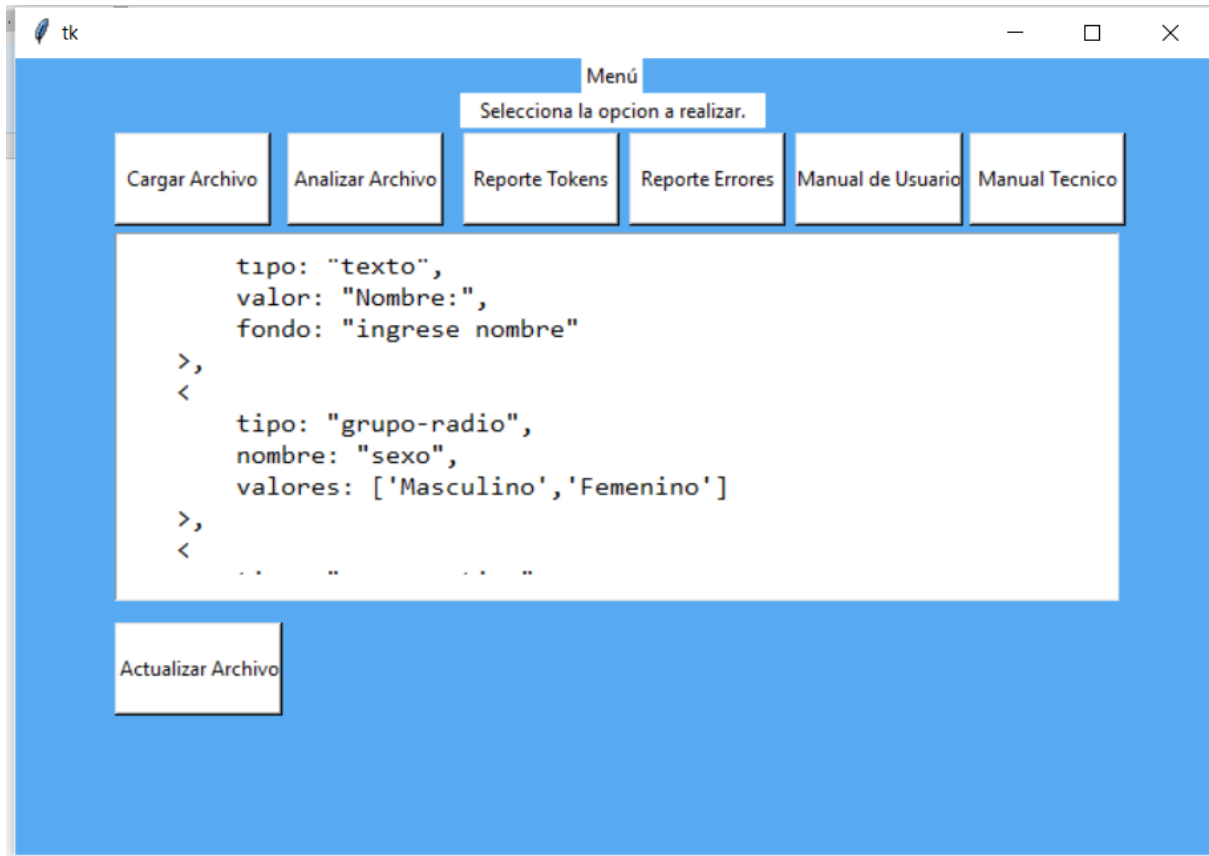 tk
Menú
Selecciona la opcion a realizar.
Cargar Archivo Analizar Archivo Reporte Tokens Reporte Errores Manual de Usuario Manual Tecnico
tipo: "texto",
valor: "Nombre:",
fondo: "ingrese nombre"
>,
<
tipo: "grupo-radio",
nombre: "sexo",
valores: ['Masculino','Femenino']
>,
<
Actualizar Archivo